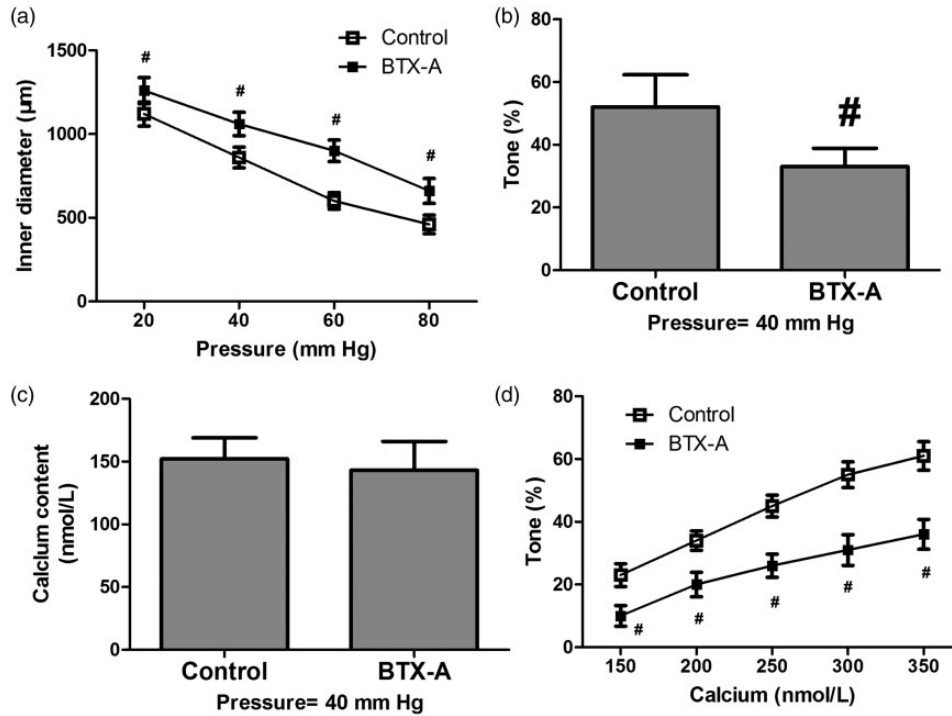 (a)
Control
BTX-A
1500
1000
500
0
Inner diameter (µm)
#
#
#
#
20 40 60 80
Pressure (mm Hg)
(b)
80
60
40
20
0
Tone (%)
#
Control BTX-A
Pressure= 40 mm Hg
(c)
200
150
100
50
0
Calcium content
(nmol/L)
Control BTX-A
Pressure= 40 mm Hg
(d)
Control
BTX-A
80
60
40
20
0
Tone (%)
#
#
#
#
#
150 200 250 300 350
Calcium (nmol/L)